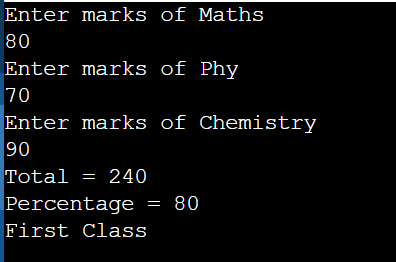 Enter marks of Maths
80
Enter marks of Phy
70
Enter marks of Chemistry
90
Total = 240
Percentage = 80
First Class